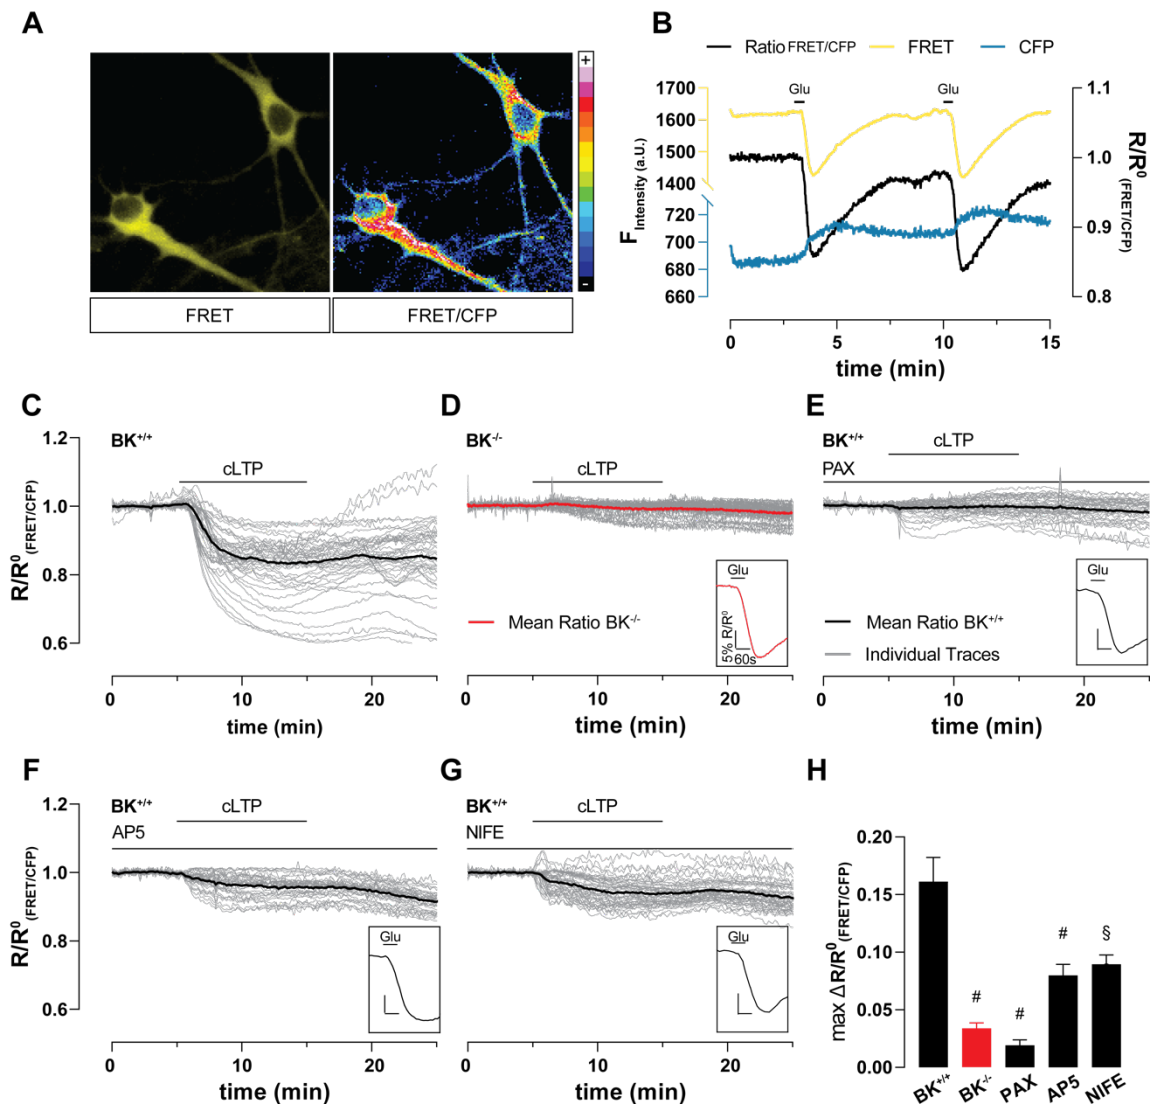 A
+
-
FRET
FRET/CFP
B
Ratio FRET/CFP
FRET
CFP
Glu
Glu
1700
1600
1500
1400
720
700
680
660
F Intensity (a.u.)
1.1
1.0
0.9
0.8
R/R⁰ (FRET/CFP)
0
5
10
15
time (min)
C
BK+/+
cLTP
1.2
1.0
0.8
0.6
R/R⁰ (FRET/CFP)
0
10
20
time (min)
D
BK-/-
cLTP
Mean Ratio BK-/-
Glu
5% R/R⁰
60s
0
10
20
time (min)
E
BK+/+
cLTP
PAX
Glu
Mean Ratio BK+/+
Individual Traces
0
10
20
time (min)
F
BK+/+
cLTP
AP5
1.2
1.0
0.8
0.6
R/R⁰ (FRET/CFP)
Glu
0
10
20
time (min)
G
BK+/+
cLTP
NIFE
Glu
0
10
20
time (min)
H
0.20
0.15
0.10
0.05
0.00
max Δ R/R⁰ (FRET/CFP)
#
#
#
§
BK+/+
BK-/-
PAX
AP5
NIFE